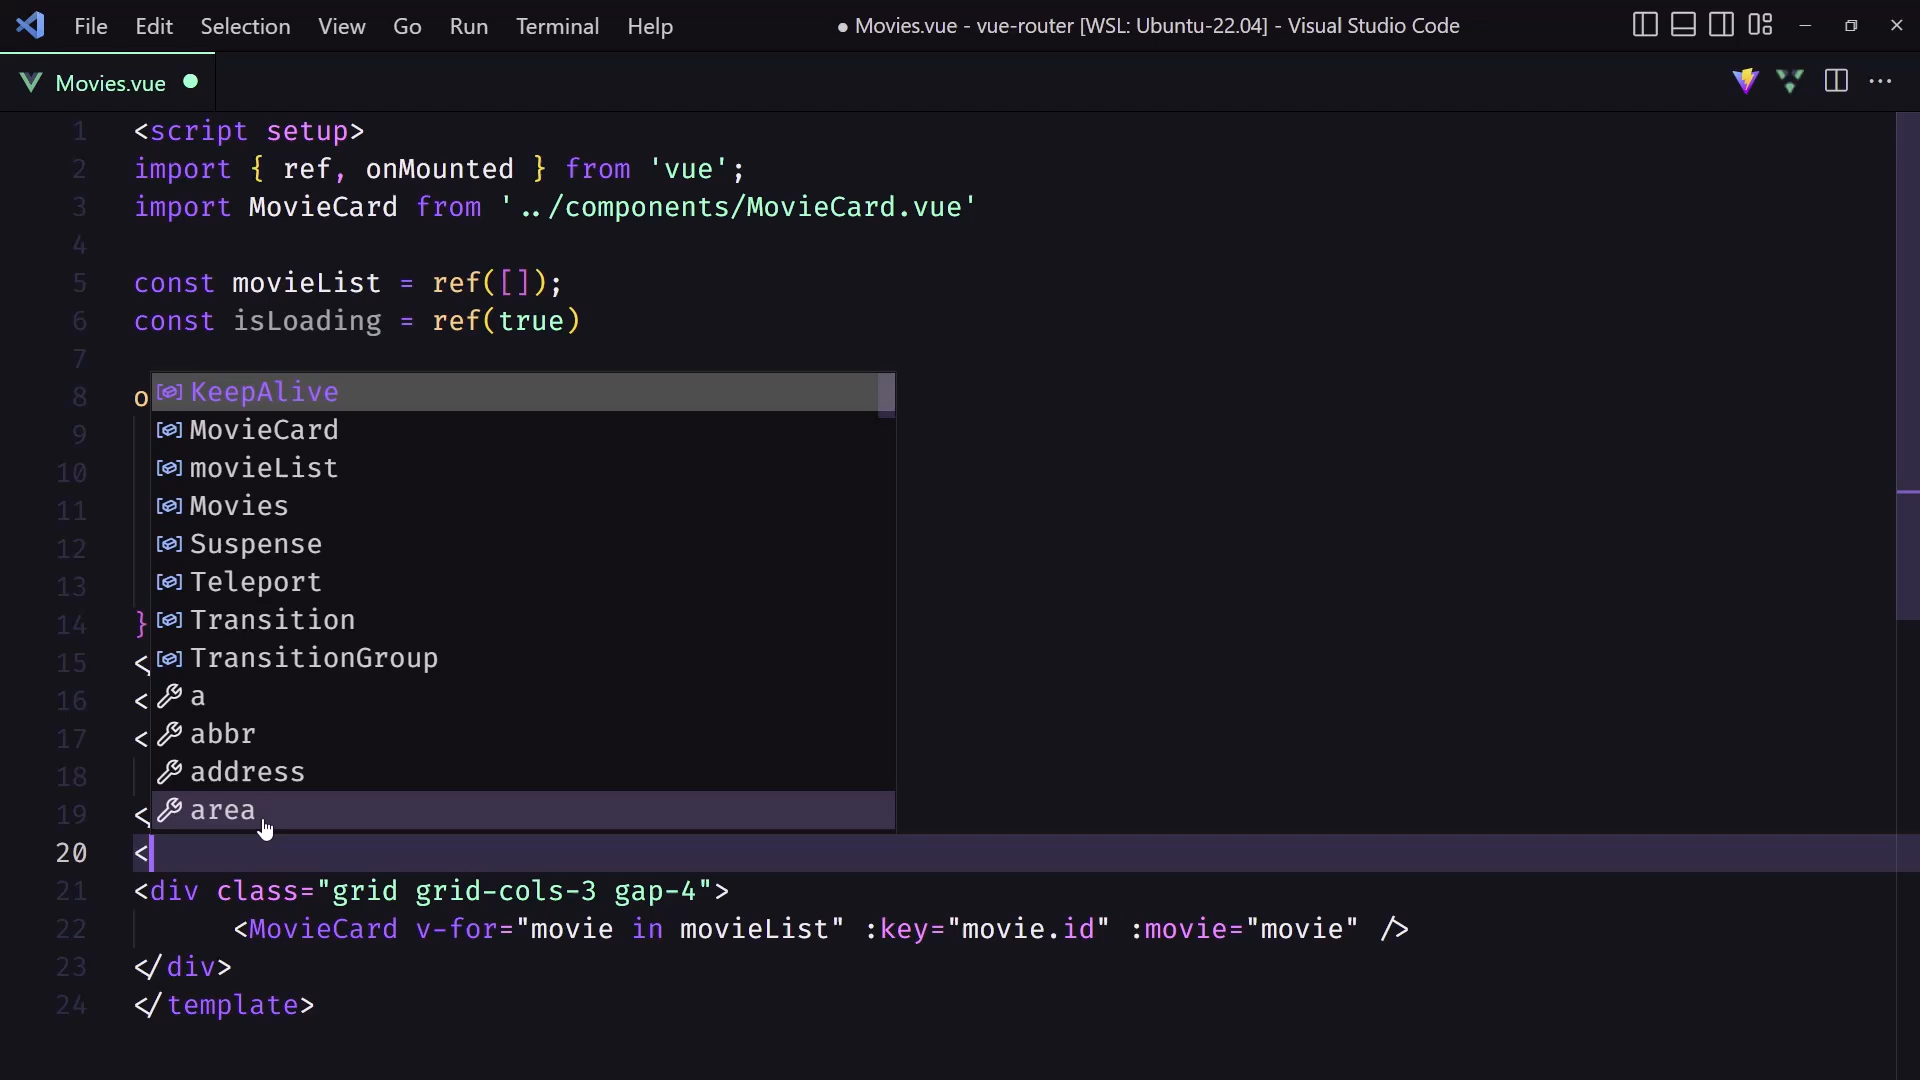 File Edit Selection View Go Run Terminal Help
● Movies.vue - vue-router [WSL: Ubuntu-22.04] - Visual Studio Code
Movies.vue
1 <script setup>
2 import { ref, onMounted } from 'vue';
3 import MovieCard from '../components/MovieCard.vue'
4
5 const movieList = ref([]);
6 const isLoading = ref(true)
7
8 o
KeepAlive
9
MovieCard
10
movieList
11
Movies
12
Suspense
13
Teleport
14 }
Transition
15 <
TransitionGroup
16 <
a
17 <
abbr
18
address
19 <
area
20 <
21 <div class="grid grid-cols-3 gap-4">
22 <MovieCard v-for="movie in movieList" :key="movie.id" :movie="movie" />
23 </div>
24 </template>